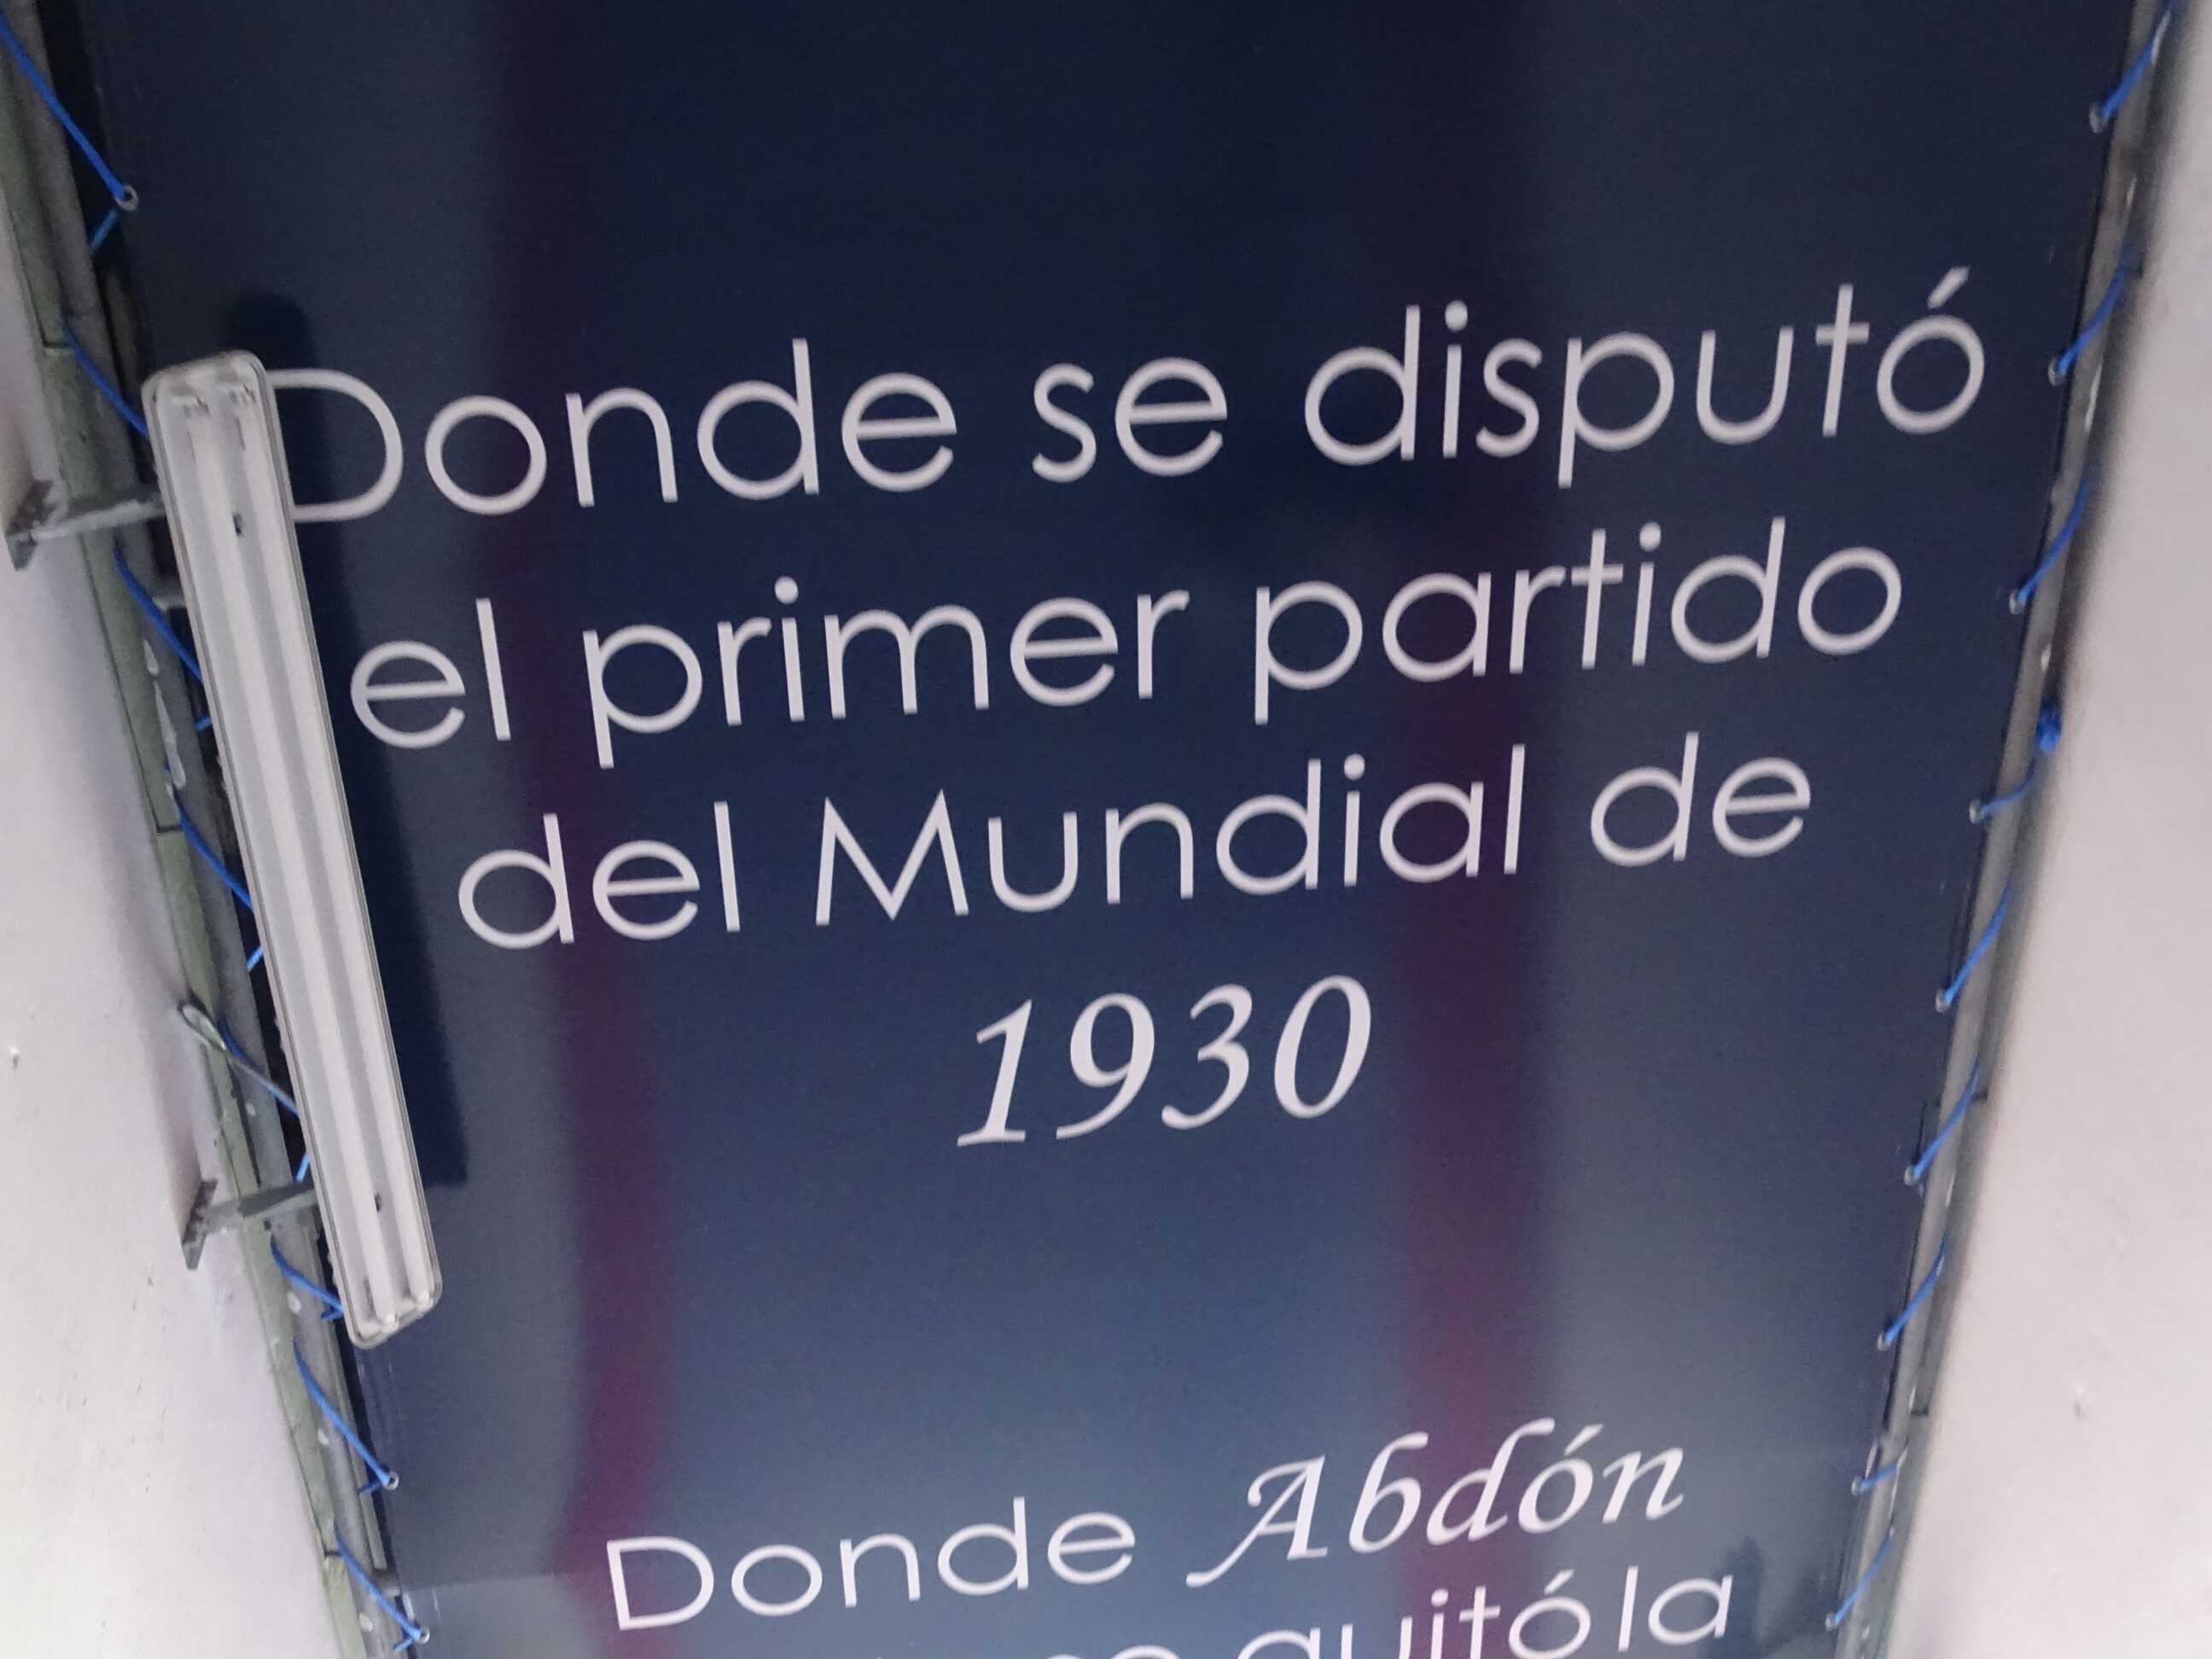 Donde se disputó
el primer partido
del Mundial de
1930
Donde Abdón
quitó la